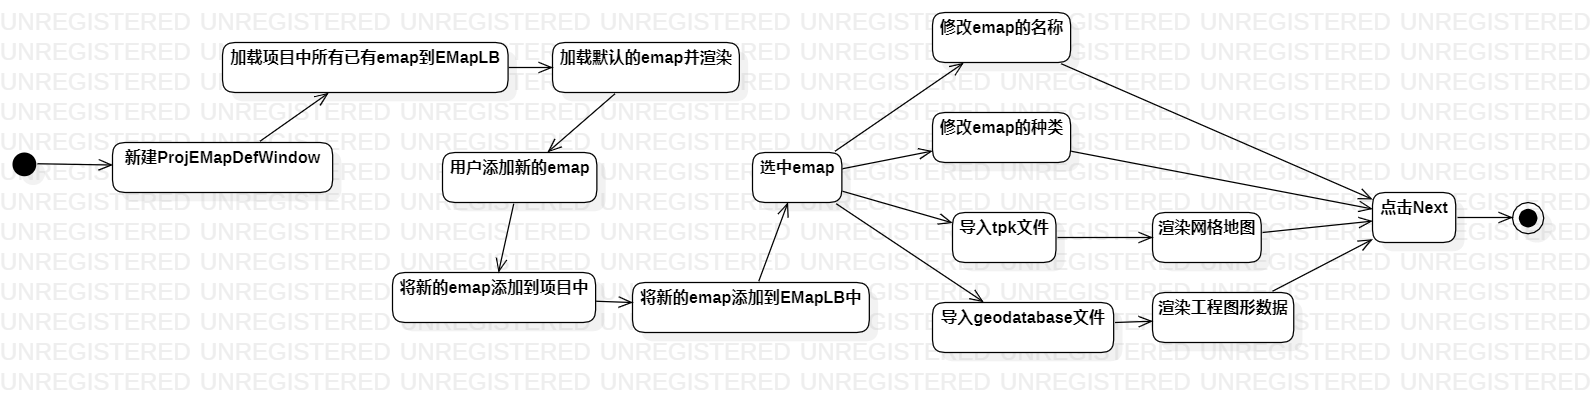 新建ProjEMapDefWindow
加载项目中所有已有emap到EMapLB
加载默认的emap并渲染
用户添加新的emap
将新的emap添加到项目中
将新的emap添加到EMapLB中
选中emap
修改emap的名称
修改emap的种类
导入tpk文件
渲染网格地图
导入geodatabase文件
渲染工程图形数据
点击Next
UNREGISTERED UNREGISTERED UNREGISTERED UNREGISTERED UNREGISTERED UNREGISTERED UNREGISTERED UNREGISTERED